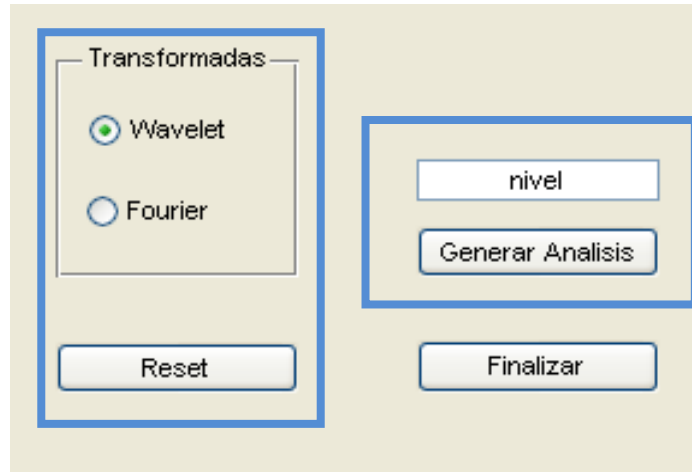 Transformadas
Wavelet
Fourier
Reset
nivel
Generar Analisis
Finalizar